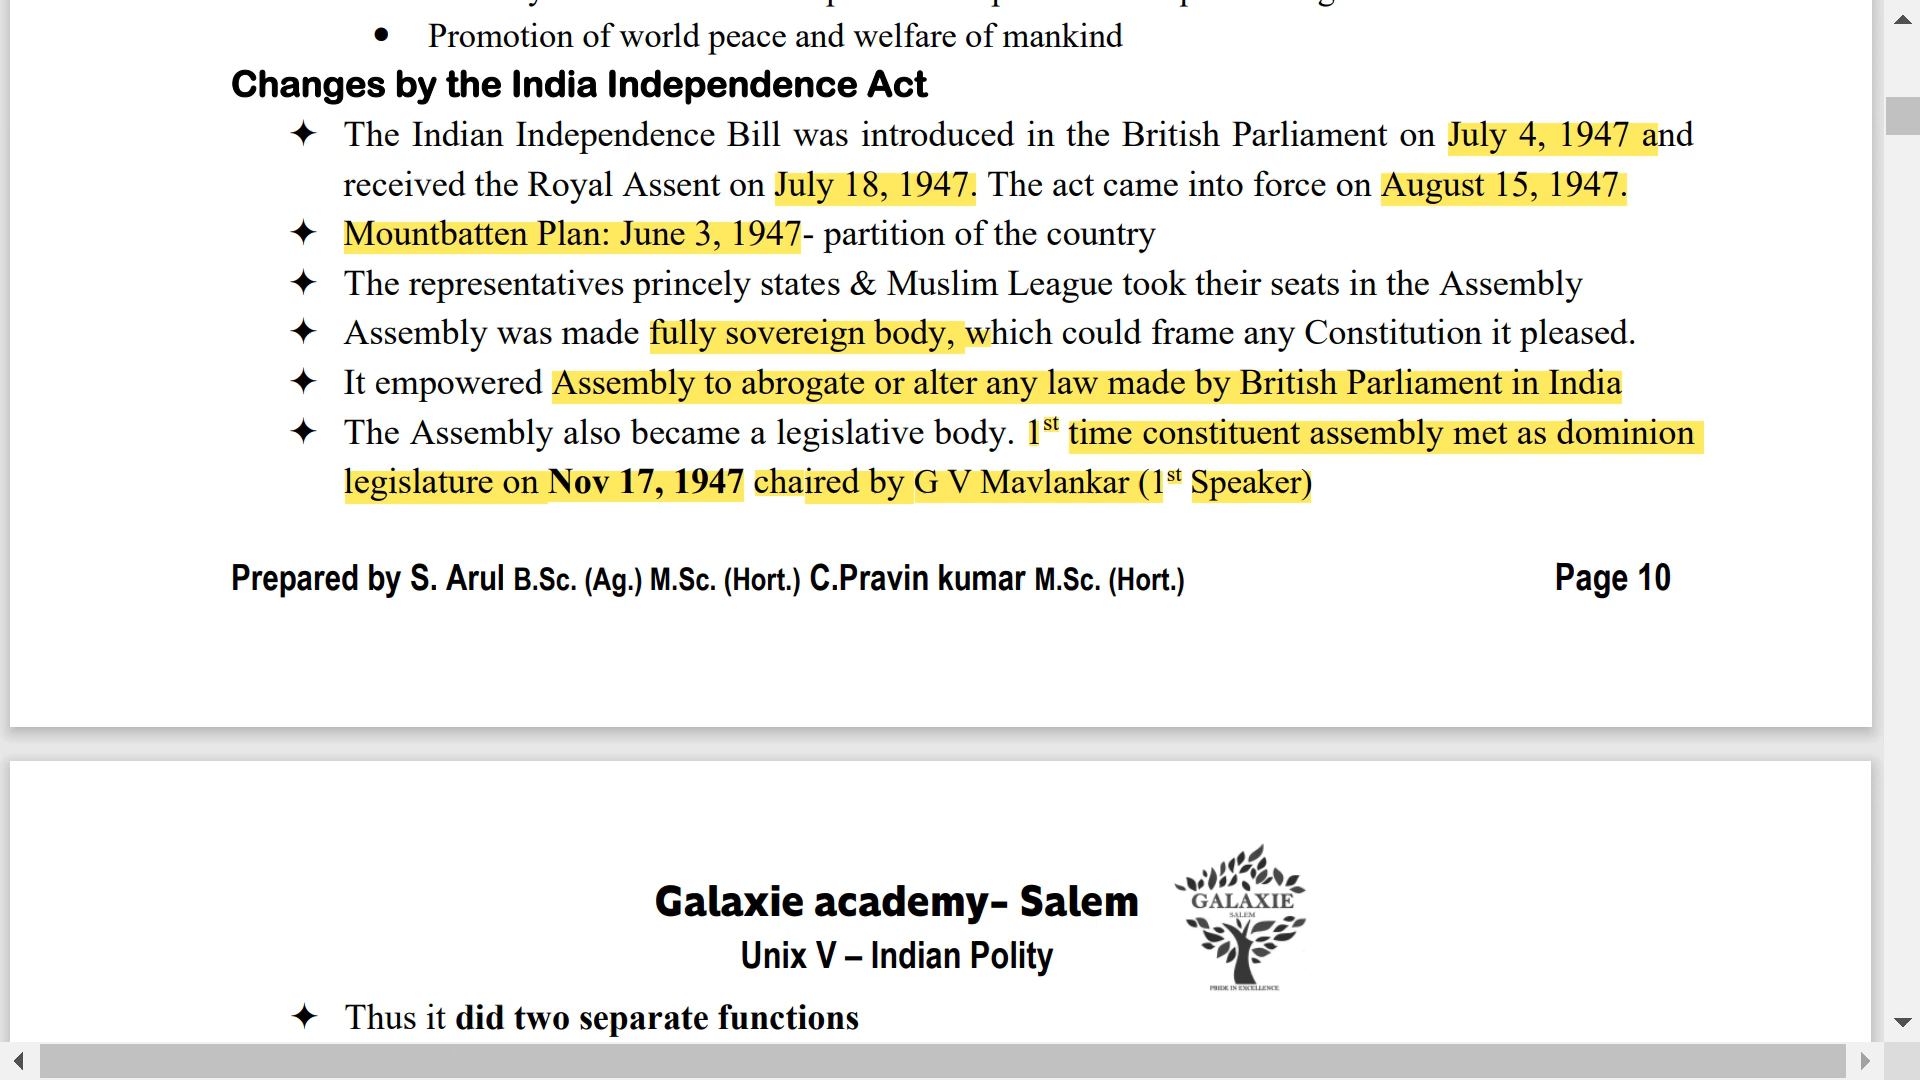 • Promotion of world peace and welfare of mankind
Changes by the India Independence Act
✦ The Indian Independence Bill was introduced in the British Parliament on July 4, 1947 and
received the Royal Assent on July 18, 1947. The act came into force on August 15, 1947.
✦ Mountbatten Plan: June 3, 1947- partition of the country
✦ The representatives princely states & Muslim League took their seats in the Assembly
✦ Assembly was made fully sovereign body, which could frame any Constitution it pleased.
✦ It empowered Assembly to abrogate or alter any law made by British Parliament in India
✦ The Assembly also became a legislative body. 1st time constituent assembly met as dominion
legislature on Nov 17, 1947 chaired by G V Mavlankar (1st Speaker)
Prepared by S. Arul B.Sc. (Ag.) M.Sc. (Hort.) C.Pravin kumar M.Sc. (Hort.) Page 10
Galaxie academy– Salem
GALAXIE
SALEM
PRIDE IN EXCELLENCE
Unix V – Indian Polity
✦ Thus it did two separate functions